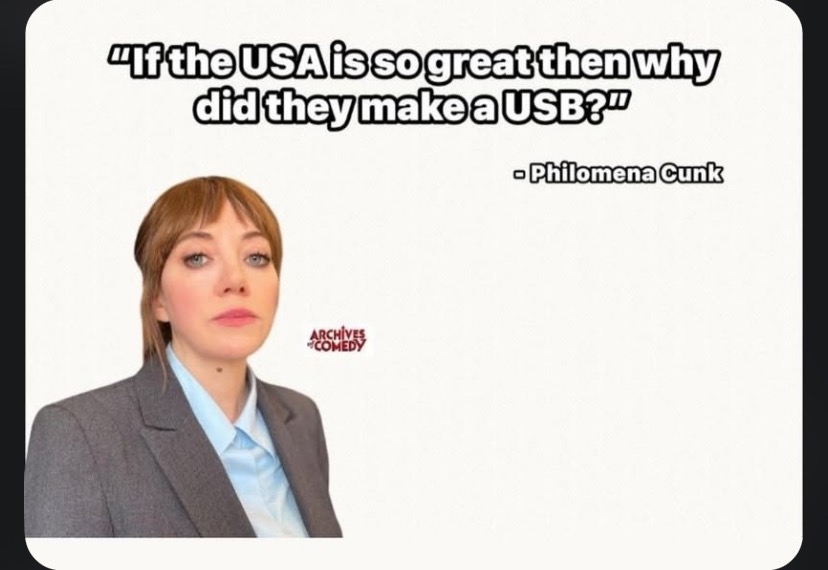 “If the USA is so great then why
did they make a USB?”
- Philomena Cunk
ARCHIVES
of COMEDY